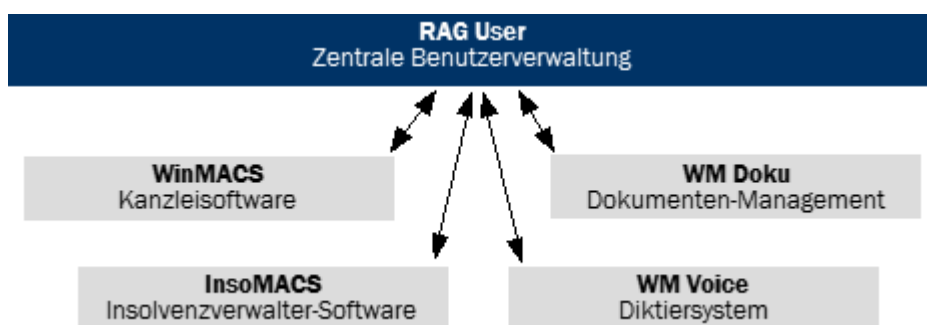 RAG User
Zentrale Benutzerverwaltung
WinMACS
Kanzleisoftware
WM Doku
Dokumenten-Management
InsoMACS
Insolvenzverwalter-Software
WM Voice
Diktiersystem